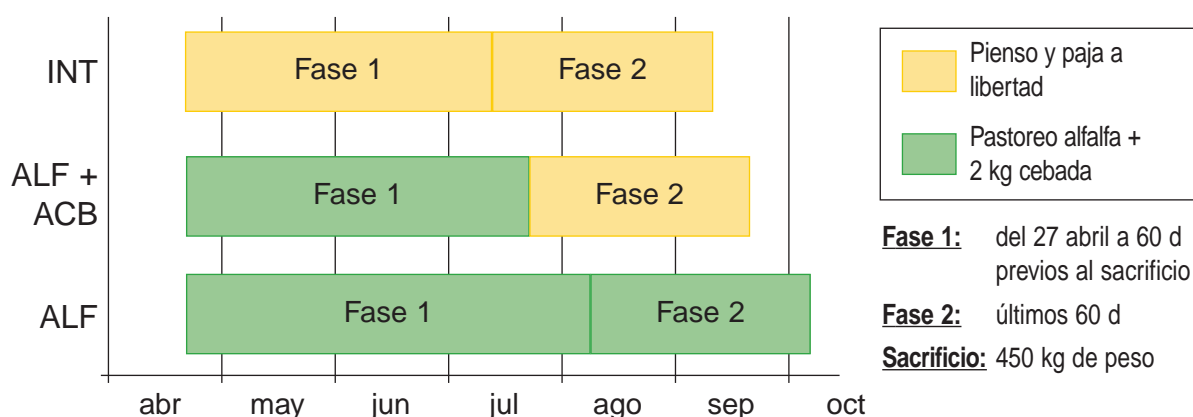 INT
Fase 1
Fase 2
ALF +
ACB
Fase 1
Fase 2
ALF
Fase 1
Fase 2
abr
may
jun
jul
ago
sep
oct
Pienso y paja a
libertad
Pastoreo alfalfa +
2 kg cebada
Fase 1: del 27 abril a 60 d
previos al sacrificio
Fase 2: últimos 60 d
Sacrificio: 450 kg de peso